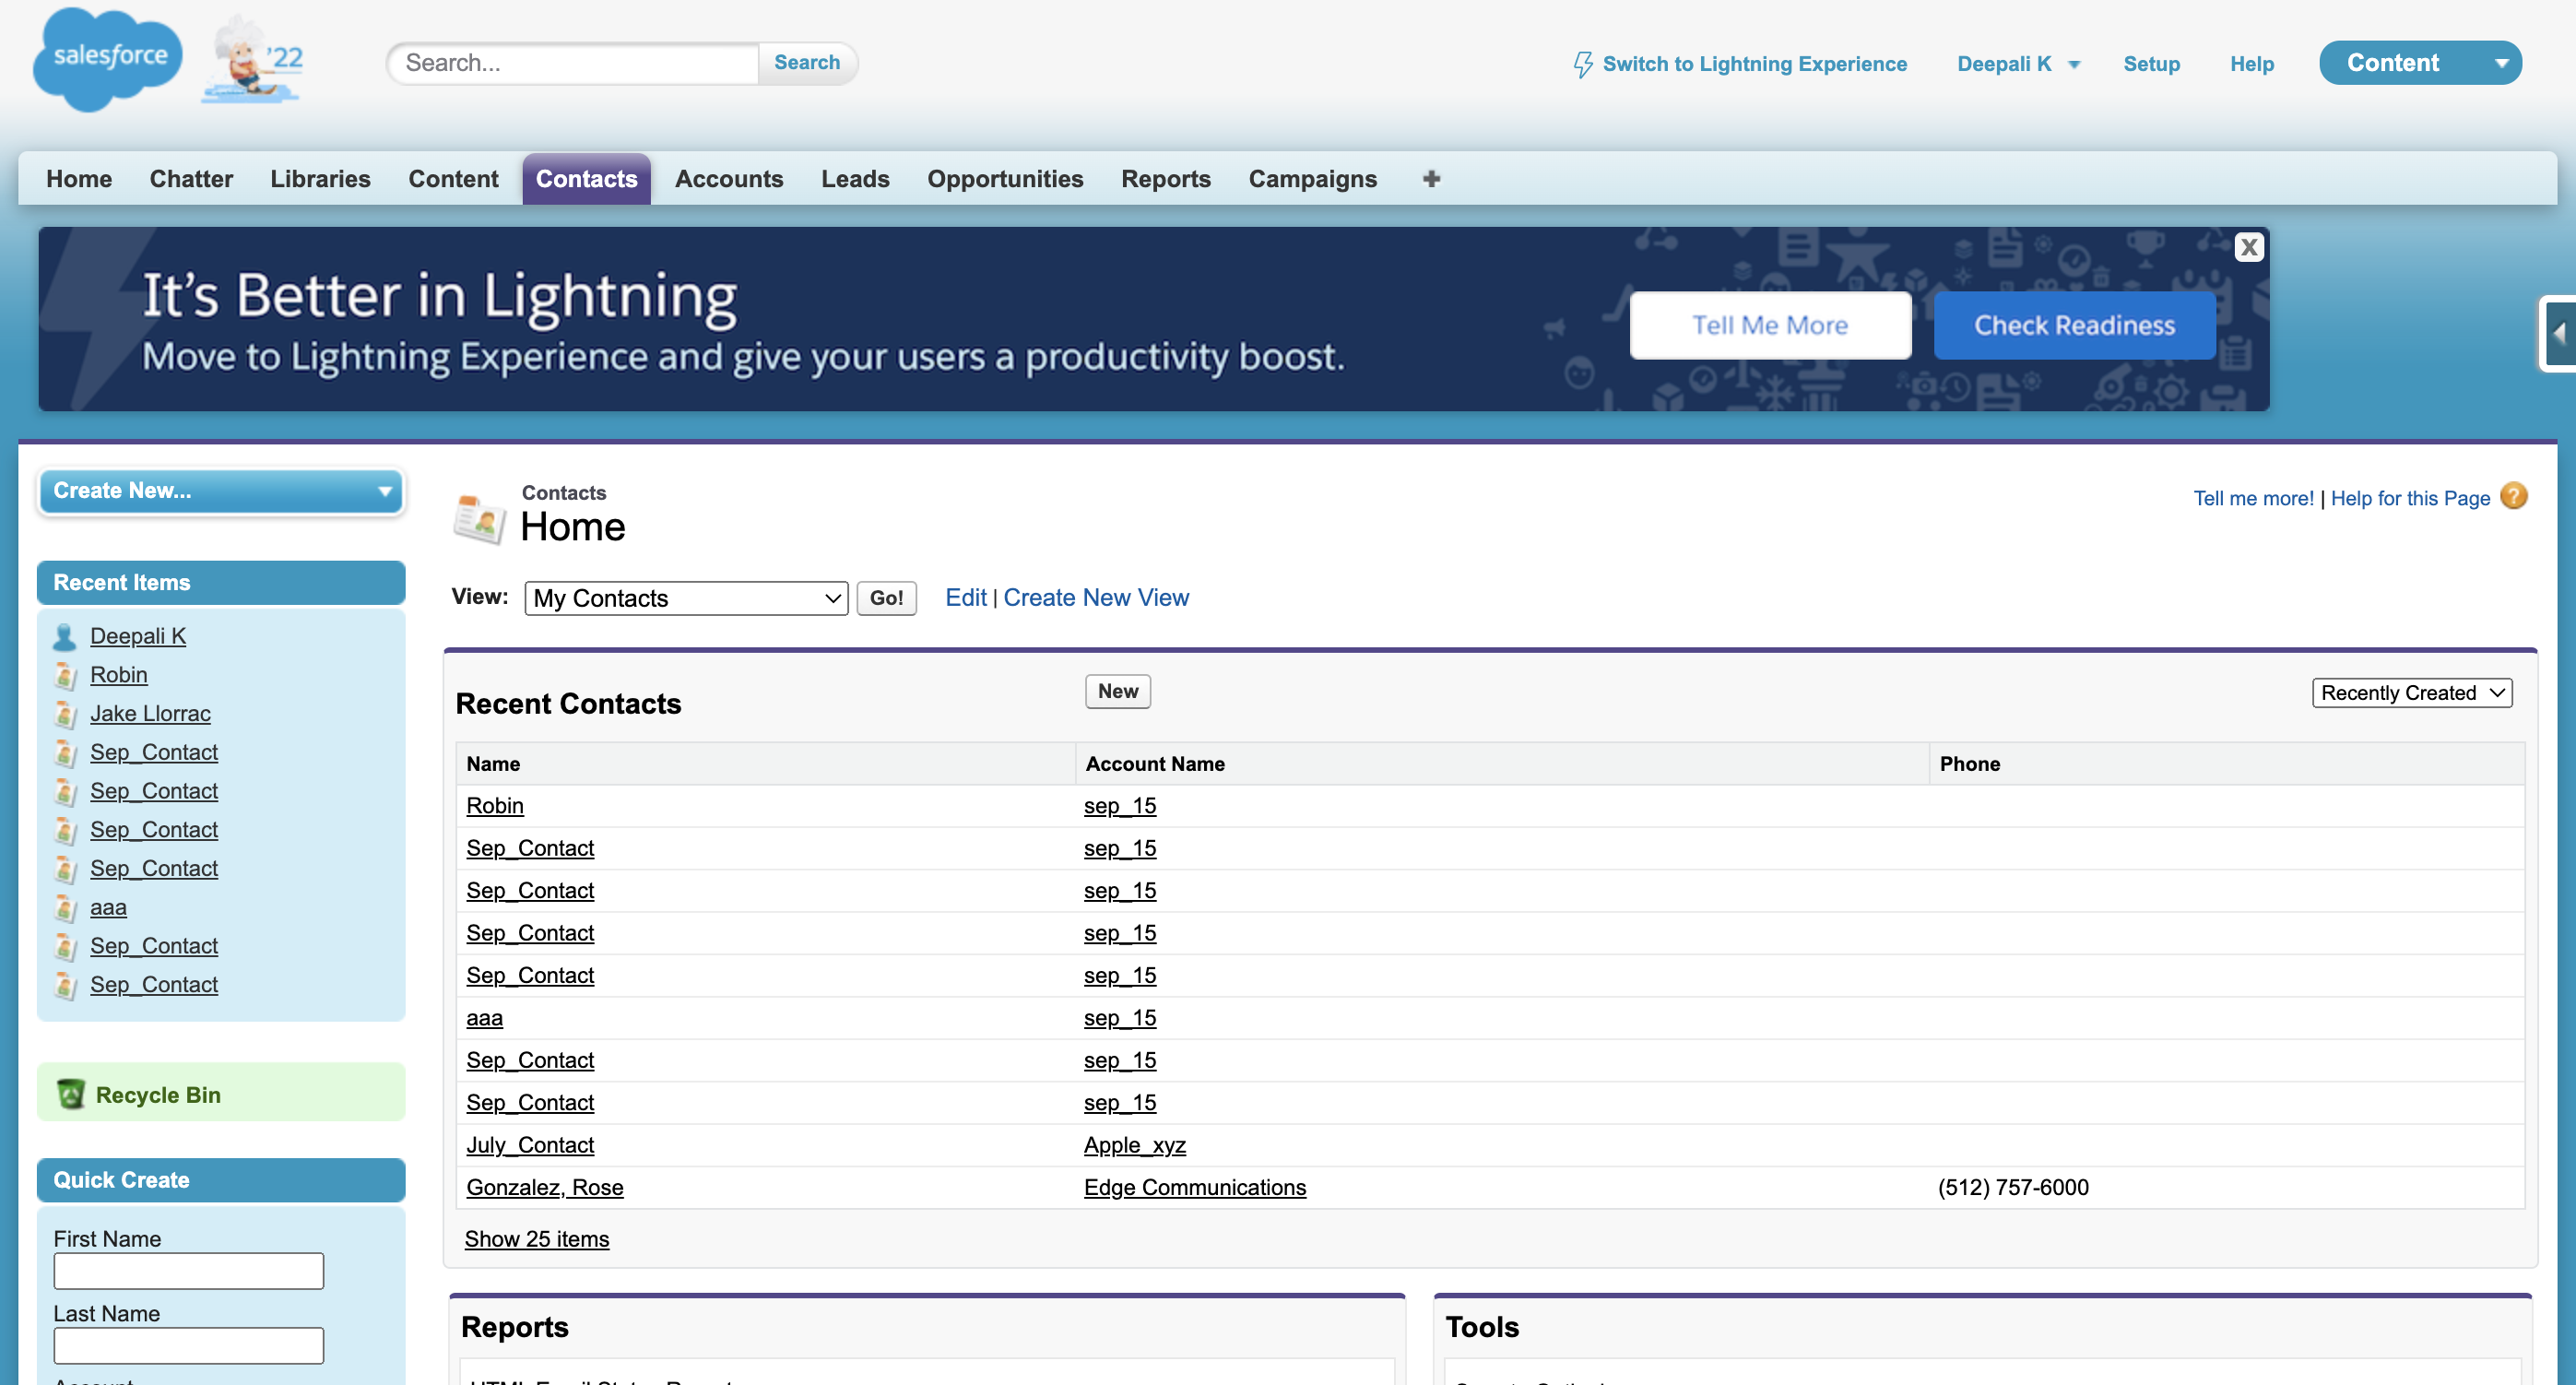 salesforce
'22
Search...
Search
Switch to Lightning Experience
Deepali K
Setup
Help
Content
Home
Chatter
Libraries
Content
Contacts
Accounts
Leads
Opportunities
Reports
Campaigns
It's Better in Lightning
Move to Lightning Experience and give your users a productivity boost.
Tell Me More
Check Readiness
X
Create New...
Recent Items
Deepali K
Robin
Jake Llorrac
Sep_Contact
Sep_Contact
Sep_Contact
Sep_Contact
aaa
Sep_Contact
Sep_Contact
Recycle Bin
Quick Create
First Name
Last Name
Contacts
Home
Tell me more! | Help for this Page ?
View: My Contacts Go! Edit | Create New View
Recent Contacts New Recently Created
Name Account Name Phone
Robin sep_15
Sep_Contact sep_15
Sep_Contact sep_15
Sep_Contact sep_15
Sep_Contact sep_15
aaa sep_15
Sep_Contact sep_15
Sep_Contact sep_15
July_Contact Apple_xyz
Gonzalez, Rose Edge Communications (512) 757-6000
Show 25 items
Reports
Tools